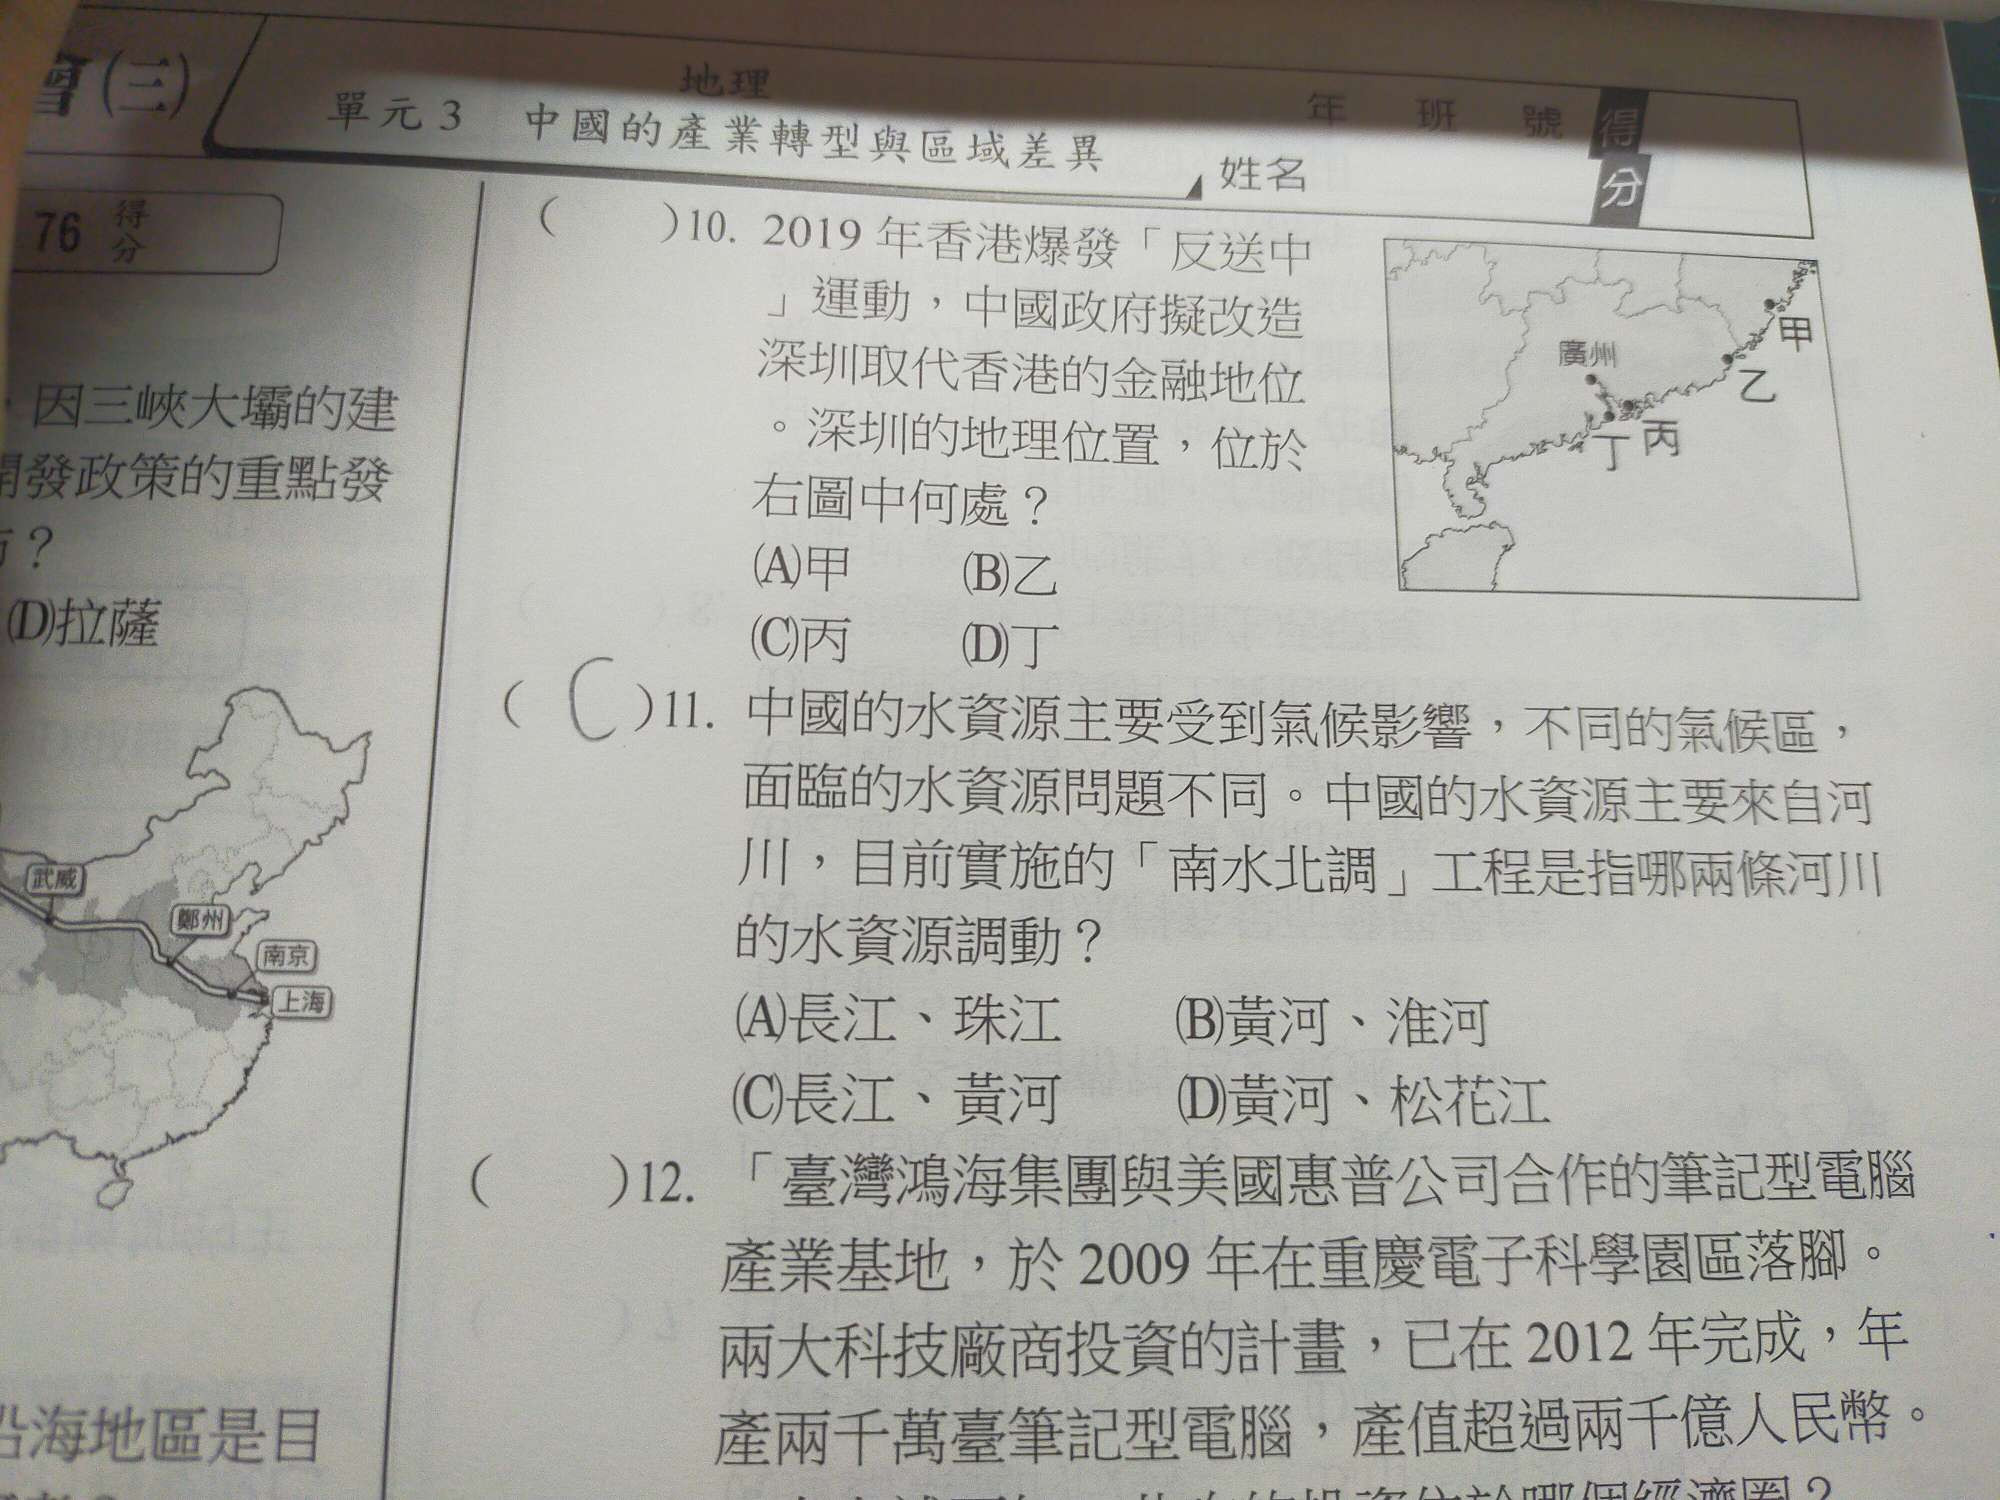 (三)
地理
單元3 中國的產業轉型與區域差異
年 班 號
姓名
得分
76 得分
因三峽大壩的建
開發政策的重點發
?
(D)拉薩
武威
鄭州
南京
上海
沿海地區是目
( )10. 2019 年香港爆發「反送中
」運動,中國政府擬改造
深圳取代香港的金融地位
。深圳的地理位置,位於
右圖中何處?
(A)甲 (B)乙
(C)丙 (D)丁
廣州
甲
乙
丙
丁
( C )11. 中國的水資源主要受到氣候影響,不同的氣候區,
面臨的水資源問題不同。中國的水資源主要來自河
川,目前實施的「南水北調」工程是指哪兩條河川
的水資源調動?
(A)長江、珠江 (B)黃河、淮河
(C)長江、黃河 (D)黃河、松花江
( )12. 「臺灣鴻海集團與美國惠普公司合作的筆記型電腦
產業基地,於 2009 年在重慶電子科學園區落腳。
兩大科技廠商投資的計畫,已在 2012 年完成,年
產兩千萬臺筆記型電腦,產值超過兩千億人民幣。